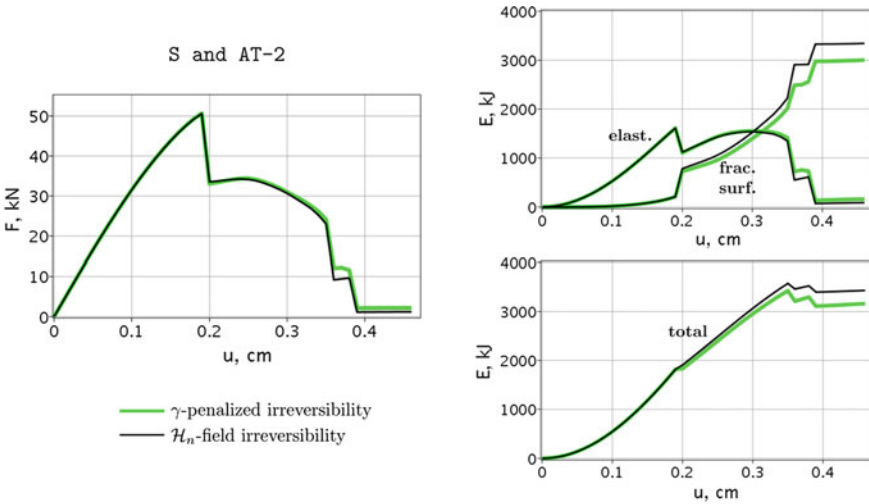 S and AT-2
F, kN
50
40
30
20
10
0
0 0.1 0.2 0.3 0.4
u, cm
γ-penalized irreversibility
ℋₙ-field irreversibility
E, kJ
4000
3000
2000
1000
0
elast.
frac.
surf.
0 0.1 0.2 0.3 0.4
u, cm
E, kJ
4000
3000
2000
1000
0
total
0 0.1 0.2 0.3 0.4
u, cm